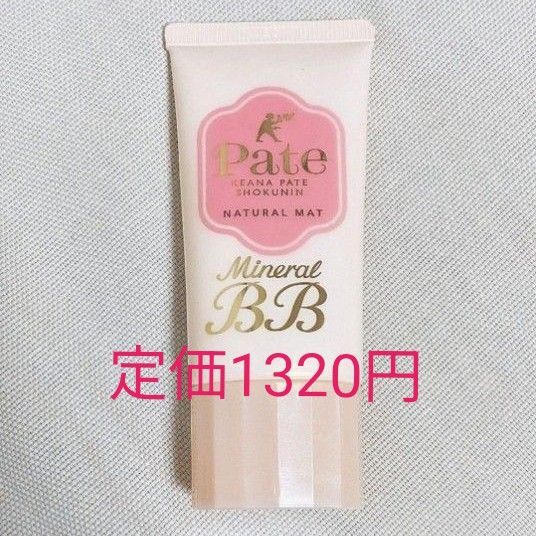 Pate
KEANA PATE
SHOKUNIN
NATURAL MAT
Mineral
BB
定価1320円